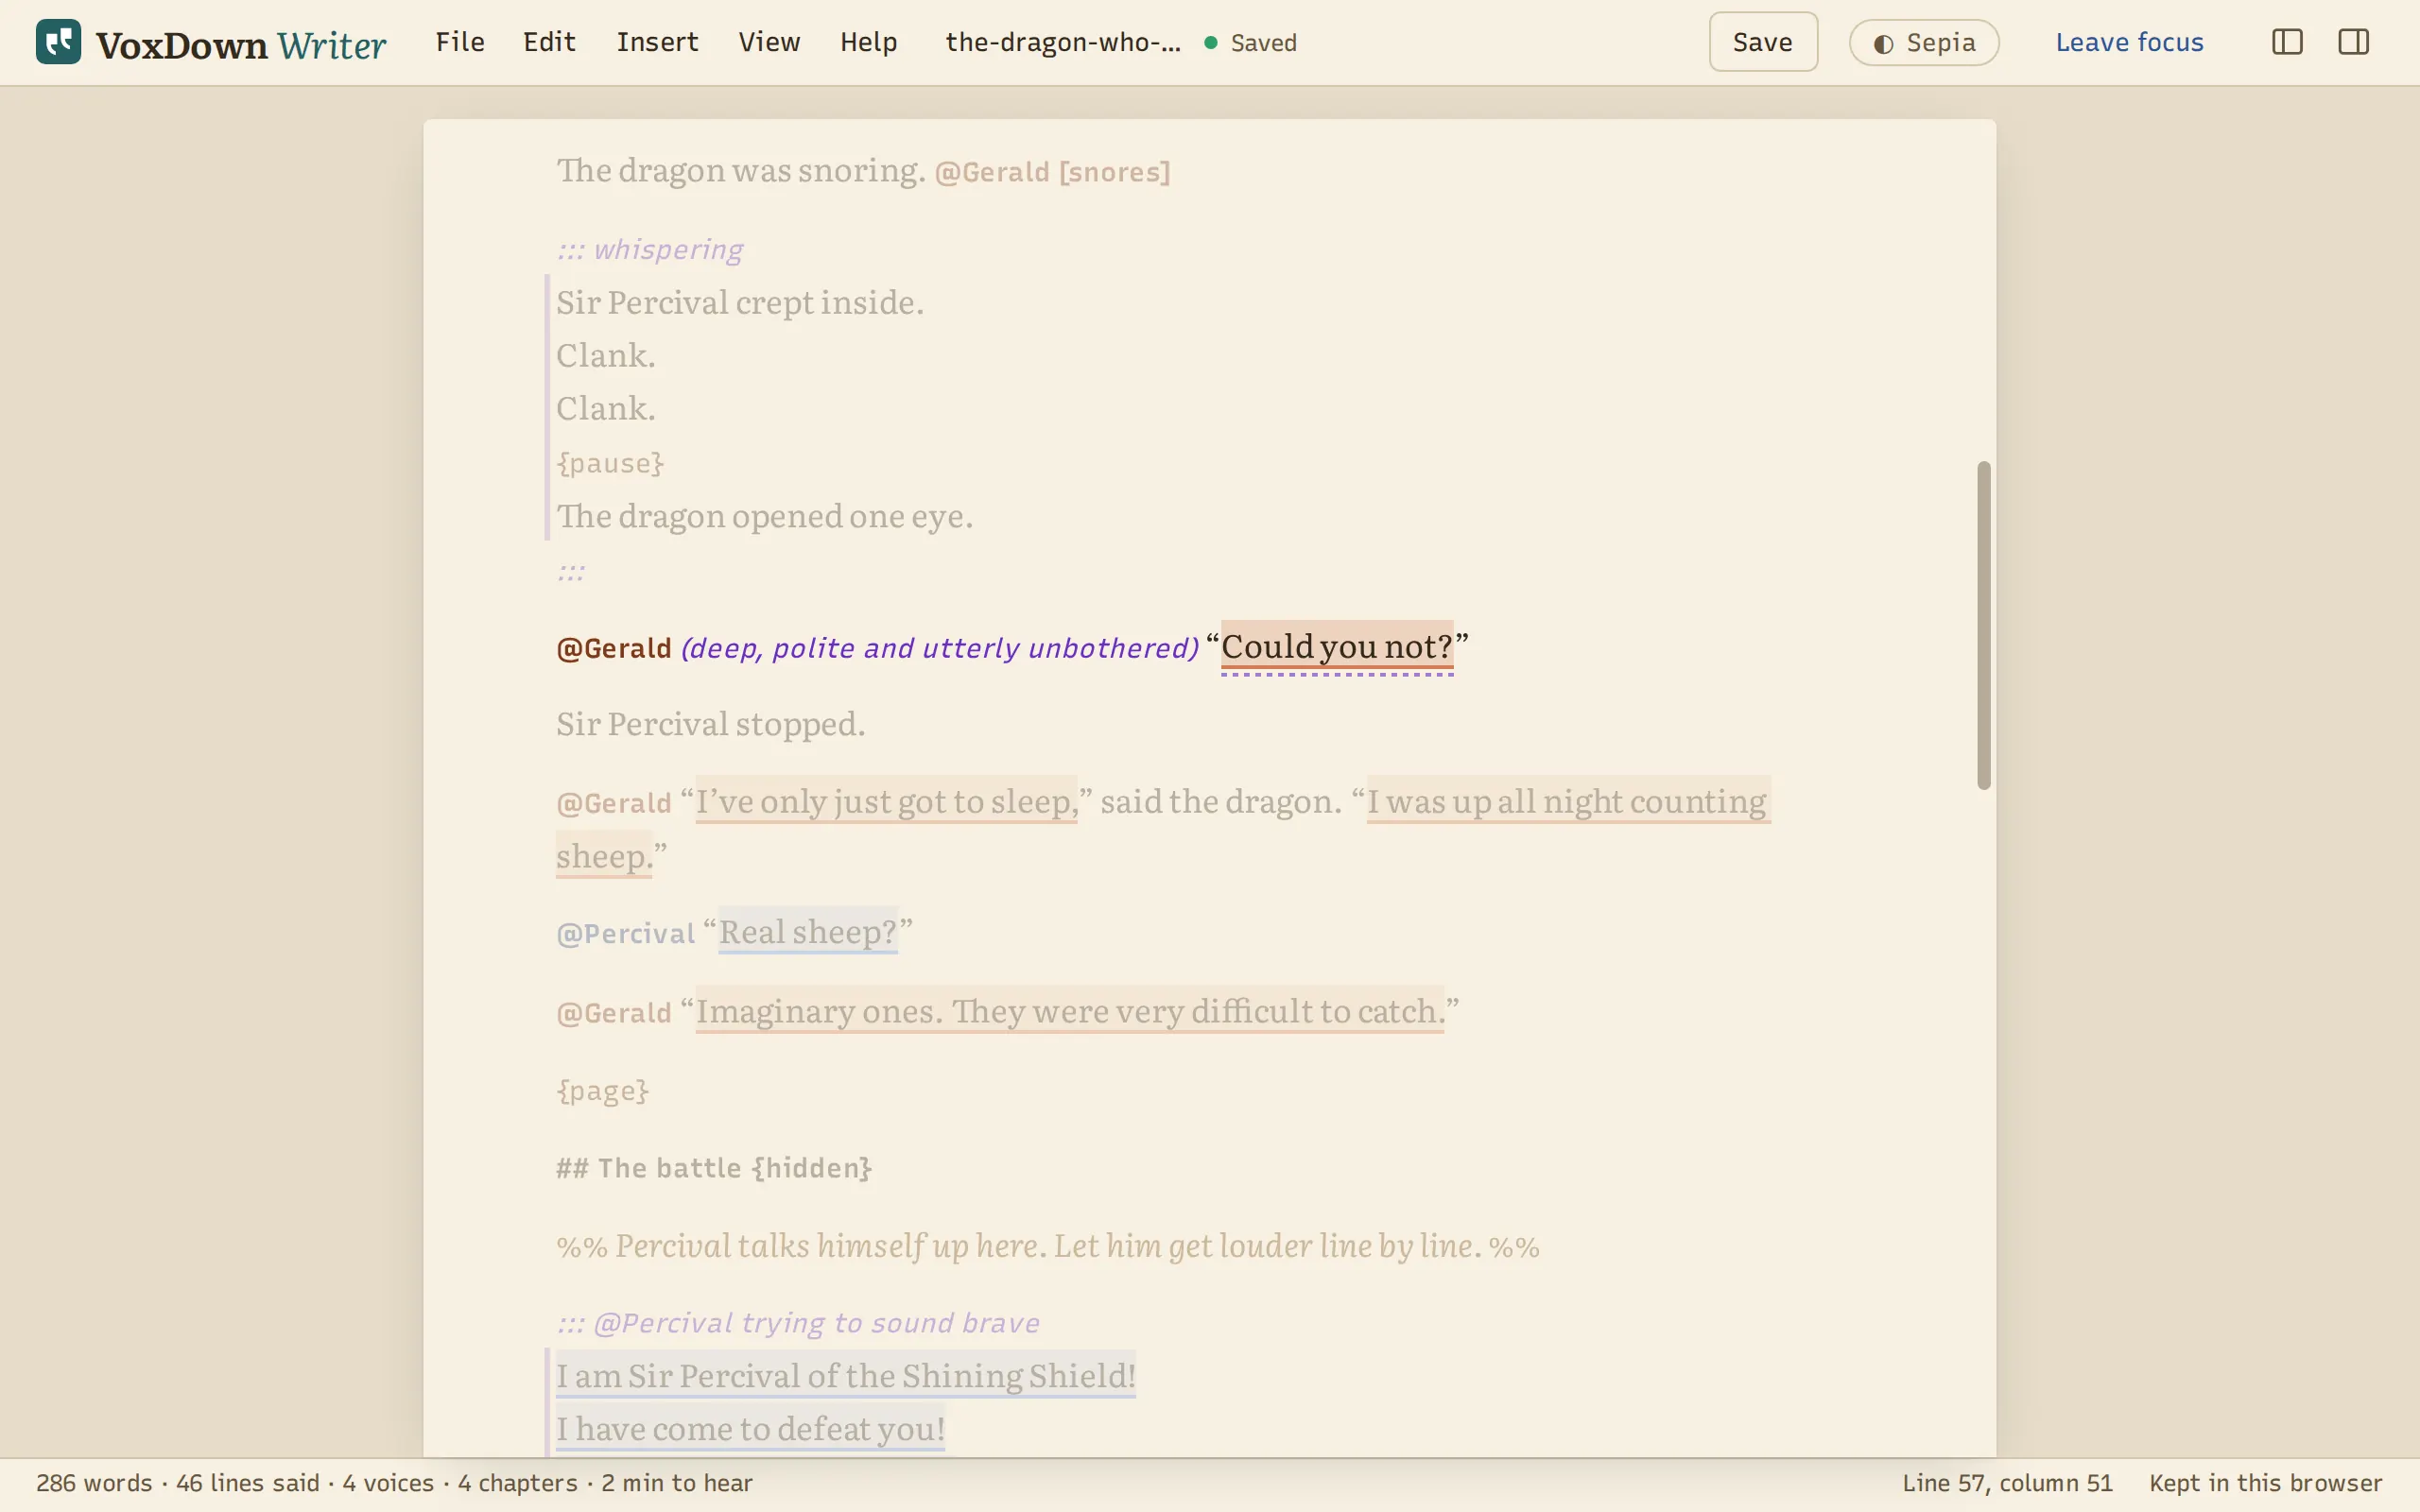 VoxDown Writer File Edit Insert View Help the-dragon-who-... Saved Save Sepia Leave focus
The dragon was snoring. @Gerald [snores]
::: whispering
Sir Percival crept inside.
Clank.
Clank.
{pause}
The dragon opened one eye.
:::
@Gerald (deep, polite and utterly unbothered) “Could you not?”
Sir Percival stopped.
@Gerald “I’ve only just got to sleep,” said the dragon. “I was up all night counting
sheep.”
@Percival “Real sheep?”
@Gerald “Imaginary ones. They were very difficult to catch.”
{page}
## The battle {hidden}
%% Percival talks himself up here. Let him get louder line by line. %%
::: @Percival trying to sound brave
I am Sir Percival of the Shining Shield!
I have come to defeat you!
286 words · 46 lines said · 4 voices · 4 chapters · 2 min to hear Line 57, column 51 Kept in this browser